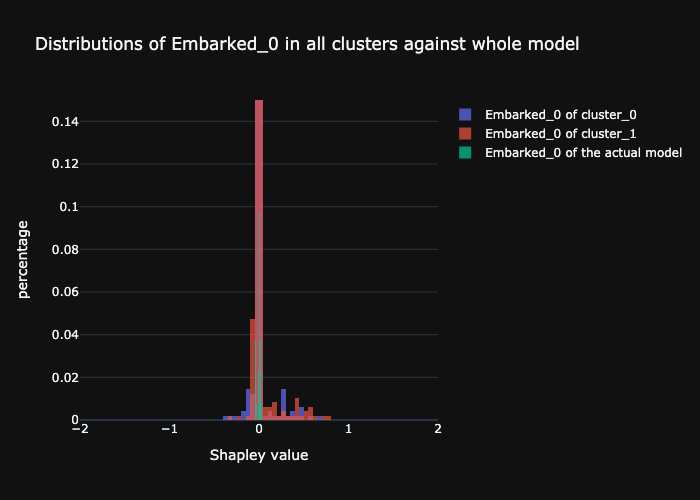 Distributions of Embarked_0 in all clusters against whole model
Embarked_0 of cluster_0
Embarked_0 of cluster_1
Embarked_0 of the actual model
percentage
0.14
0.12
0.1
0.08
0.06
0.04
0.02
0
−2
−1
0
1
2
Shapley value